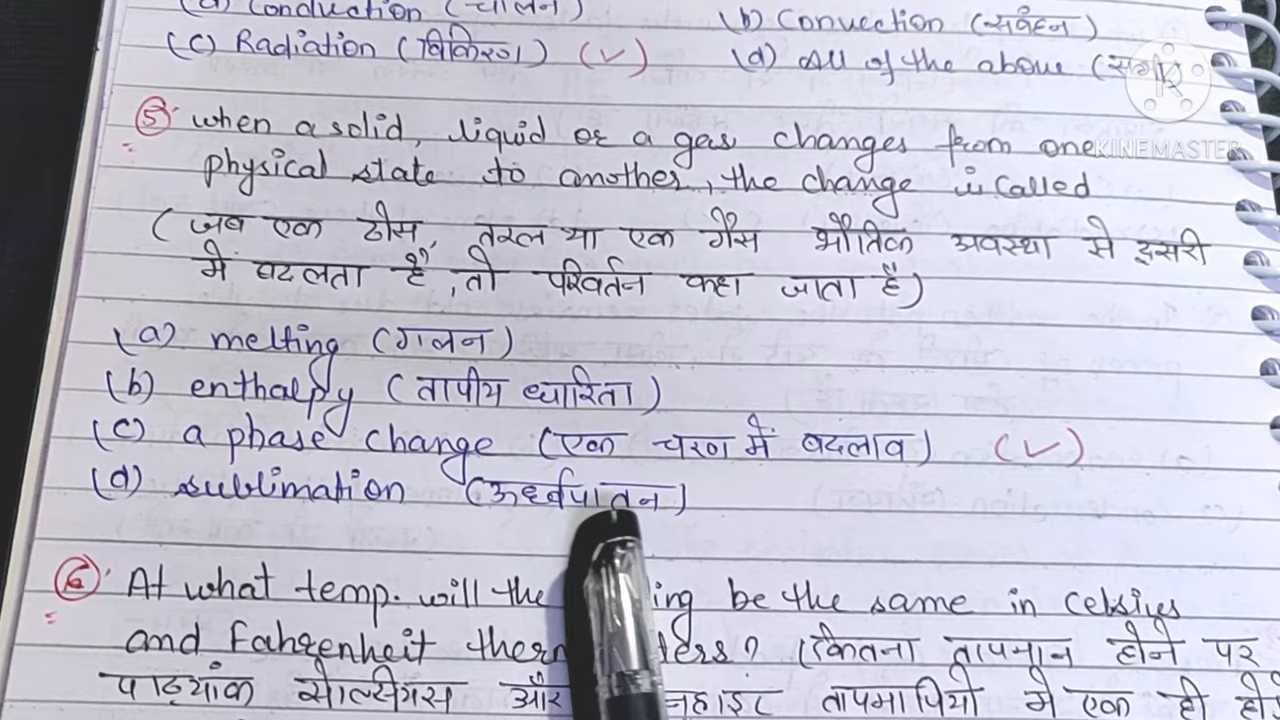 (a) Conduction (चालन)
(b) Convection (संवहन)
(c) Radiation (विकिरण) (✓)
(d) All of the above
KINEMASTER
(5) when a solid, liquid or a gas changes from one
physical state to another, the change is called
(जब एक ठोस, तरल या एक गैस भौतिक अवस्था से दूसरी
में बदलता है, तो परिवर्तन कहा जाता है)
(a) melting (गलन)
(b) enthalpy (तापीय ध्यारिता)
(c) a phase change (एक चरण में बदलाव) (✓)
(d) sublimation (ऊर्ध्वपातन)
(6) At what temp. will the be the same in Celsius
and Fahrenheit (कितना तापमान होने पर
पाठ्यांक सेल्सीयस और तापमापियों में एक ही